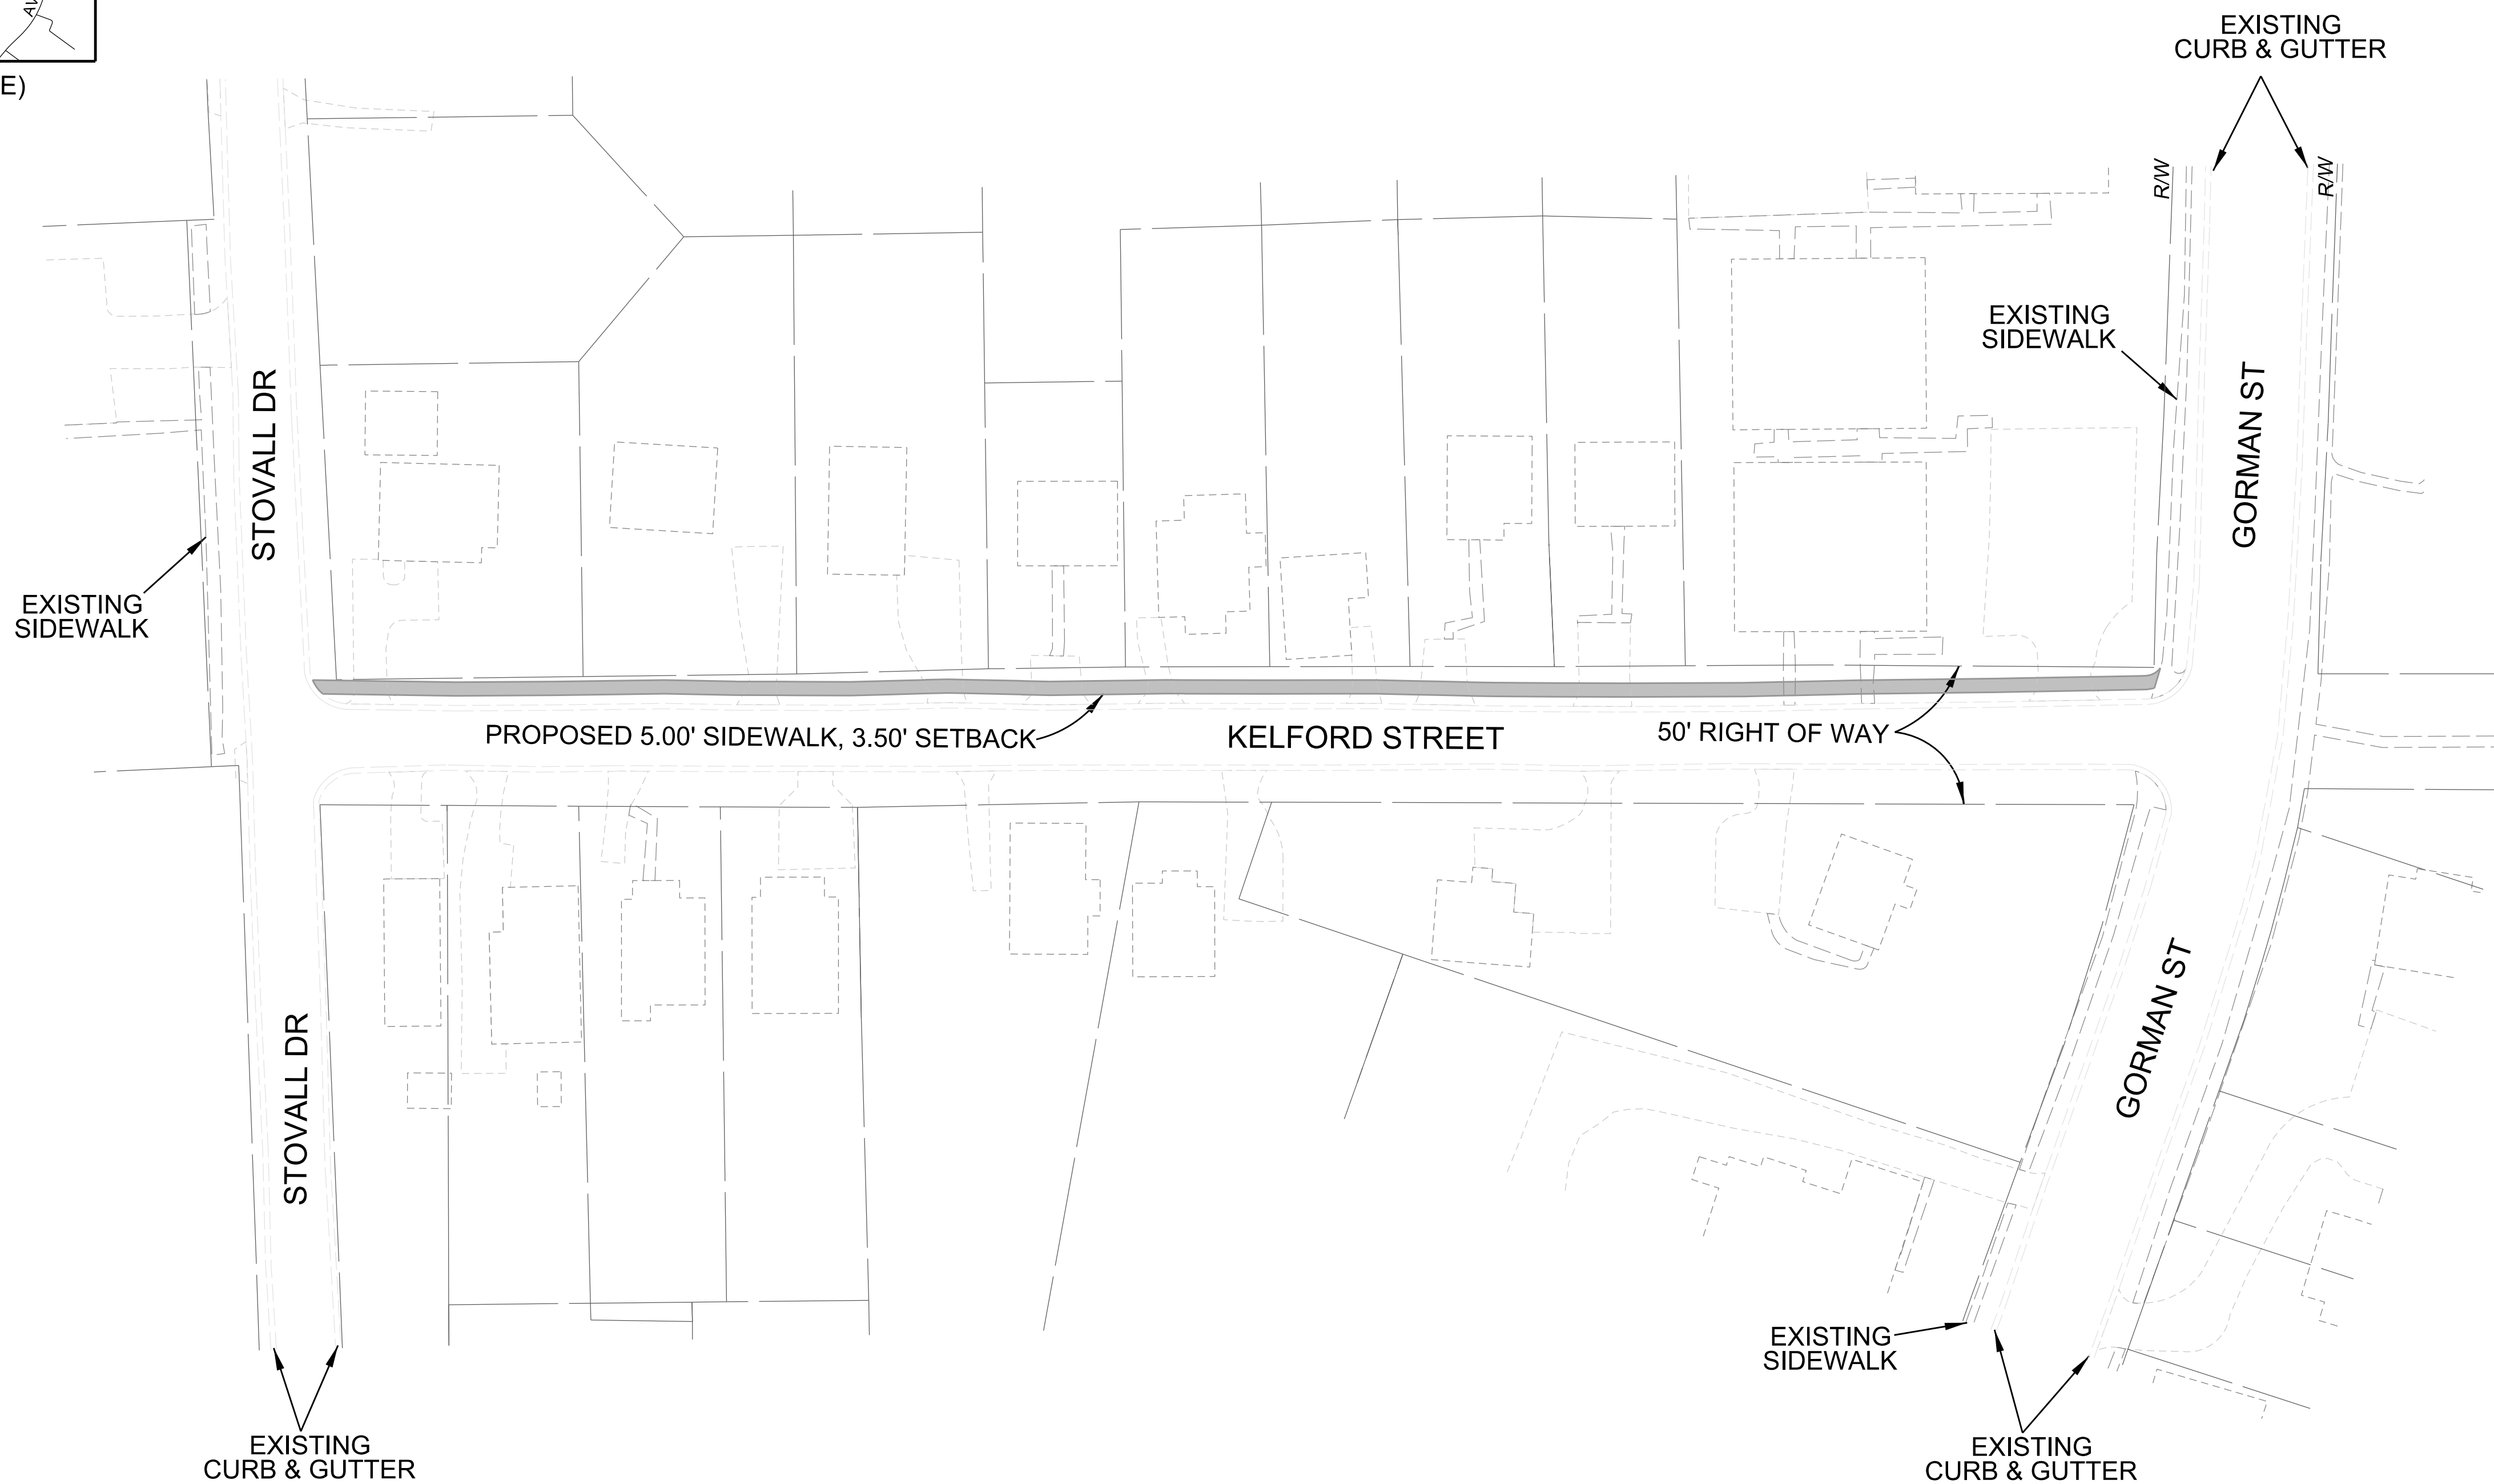 AV
E)
EXISTING
CURB & GUTTER
R/W
R/W
EXISTING
SIDEWALK
STOVALL DR
GORMAN ST
EXISTING
SIDEWALK
PROPOSED 5.00' SIDEWALK, 3.50' SETBACK
KELFORD STREET
50' RIGHT OF WAY
STOVALL DR
GORMAN ST
EXISTING
SIDEWALK
EXISTING
CURB & GUTTER
EXISTING
CURB & GUTTER